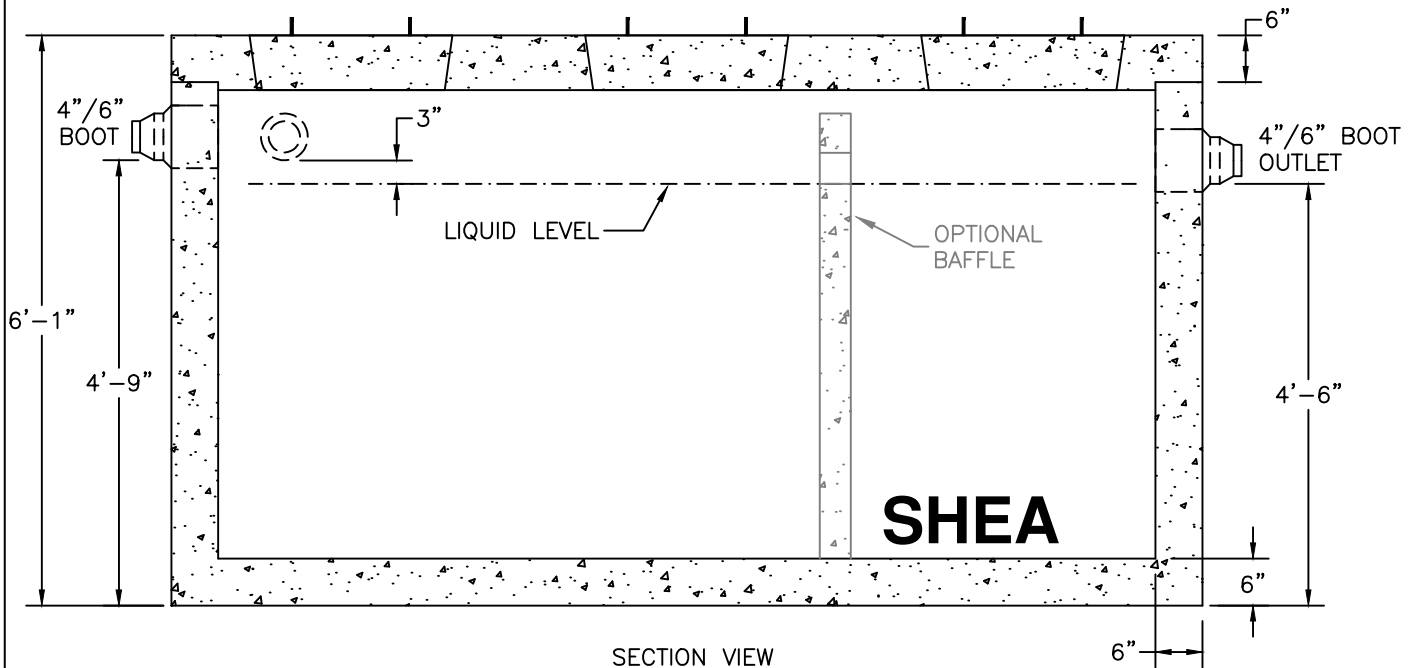 6"
4"/6"
BOOT
3"
4"/6" BOOT
OUTLET
LIQUID LEVEL
OPTIONAL
BAFFLE
6'-1"
4'-9"
4'-6"
SHEA
6"
SECTION VIEW
6"